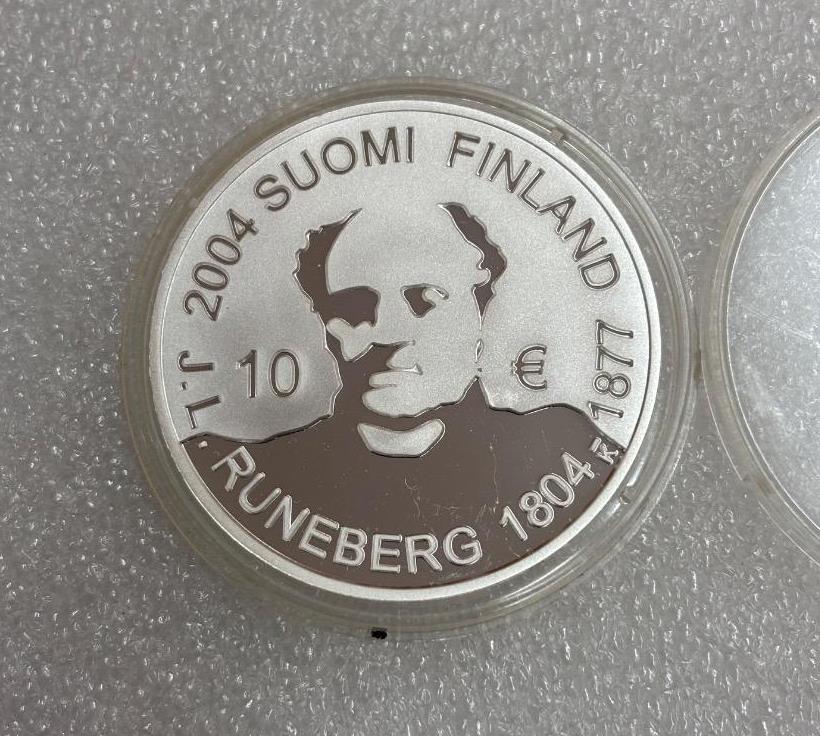 2004 SUOMI FINLAND
10 €
J.L. RUNEBERG 1804 K 1877